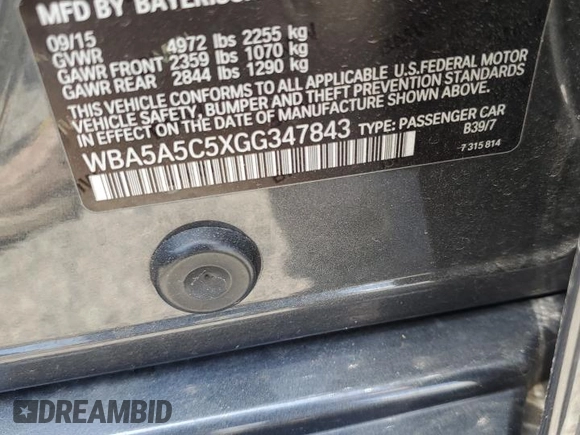 MFD BY
09/15
GVWR 4972 lbs 2255 kg
GAWR FRONT 2359 lbs 1070 kg
GAWR REAR 2844 lbs 1290 kg
THIS VEHICLE CONFORMS TO ALL APPLICABLE U.S.FEDERAL MOTOR
VEHICLE SAFETY, BUMPER AND THEFT PREVENTION STANDARDS
IN EFFECT ON THE DATE OF MANUFACTURE SHOWN ABOVE.
WBA5A5C5XGG347843 TYPE: PASSENGER CAR
B39/7
7 315 814
DREAMBID